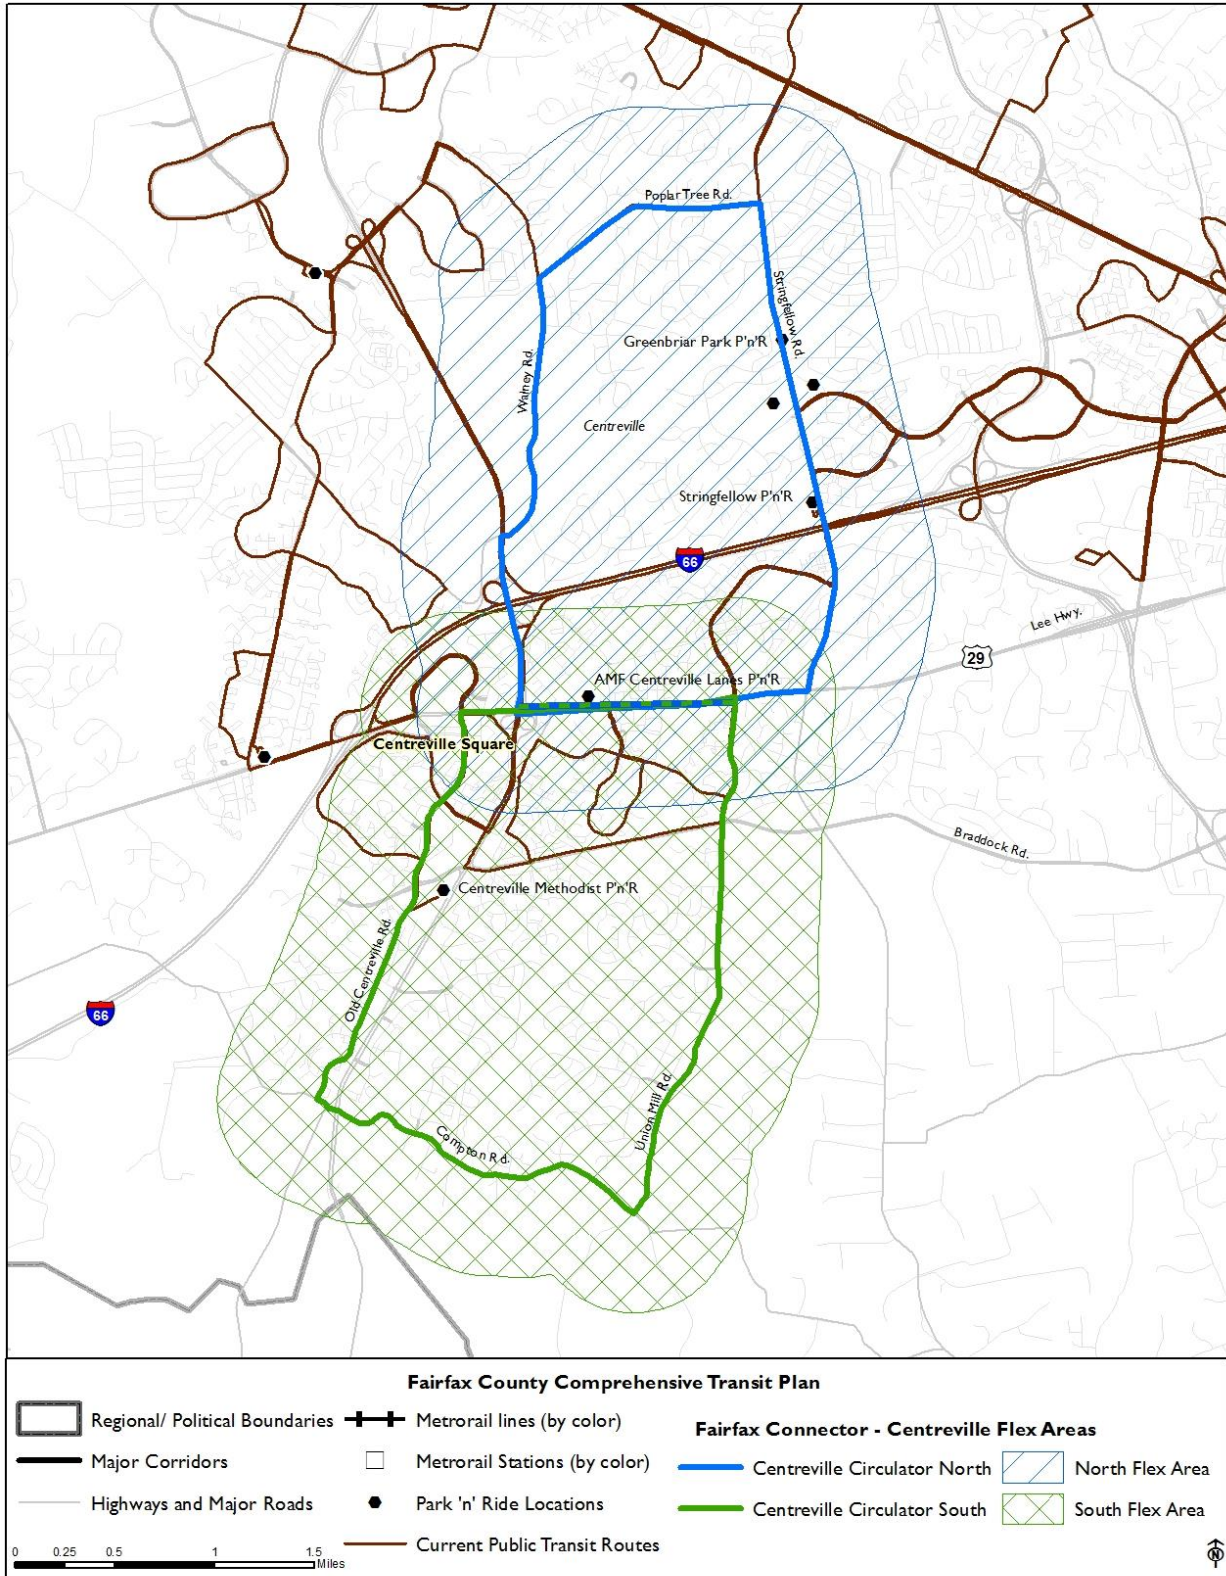 Poplar Tree Rd.
Stringfellow Rd.
Greenbriar Park P'n'R
Walney Rd.
Centreville
Stringfellow P'n'R
66
Lee Hwy.
29
AMF Centreville Lanes P'n'R
Centreville Square
Braddock Rd.
Centreville Methodist P'n'R
Old Centreville Rd.
66
Union Mill Rd.
Compton Rd.
Fairfax County Comprehensive Transit Plan
Regional/ Political Boundaries
Metrorail lines (by color)
Fairfax Connector - Centreville Flex Areas
Major Corridors
Metrorail Stations (by color)
Centreville Circulator North
North Flex Area
Highways and Major Roads
Park 'n' Ride Locations
Centreville Circulator South
South Flex Area
Current Public Transit Routes
0 0.25 0.5 1 1.5
Miles
N